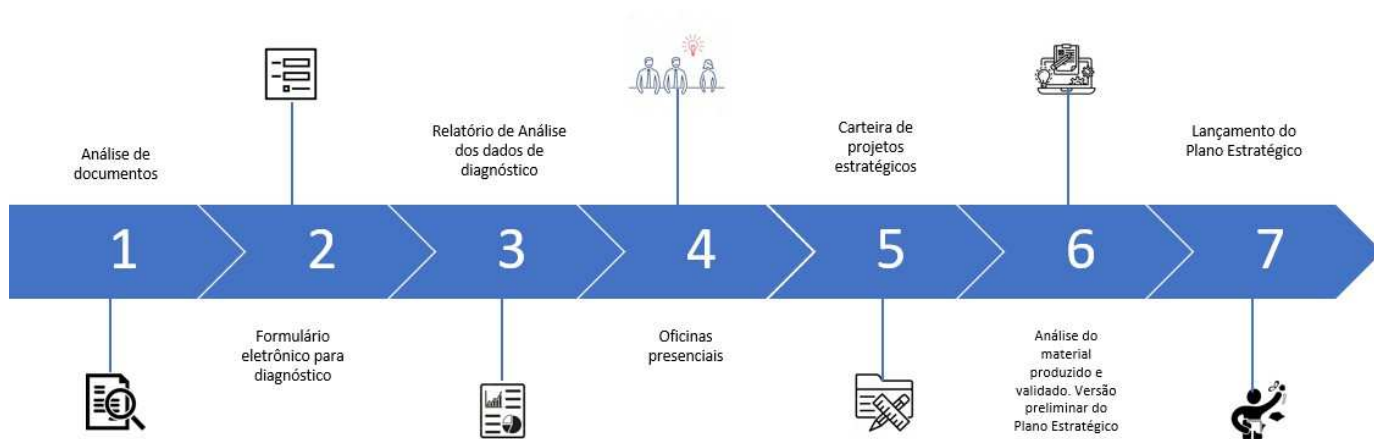 Análise de
documentos
Relatório de Análise
dos dados de
diagnóstico
Carteira de
projetos
estratégicos
Lançamento do
Plano Estratégico
1
2
3
4
5
6
7
Formulário
eletrônico para
diagnóstico
Oficinas
presenciais
Análise do
material
produzido e
validado. Versão
preliminar do
Plano Estratégico